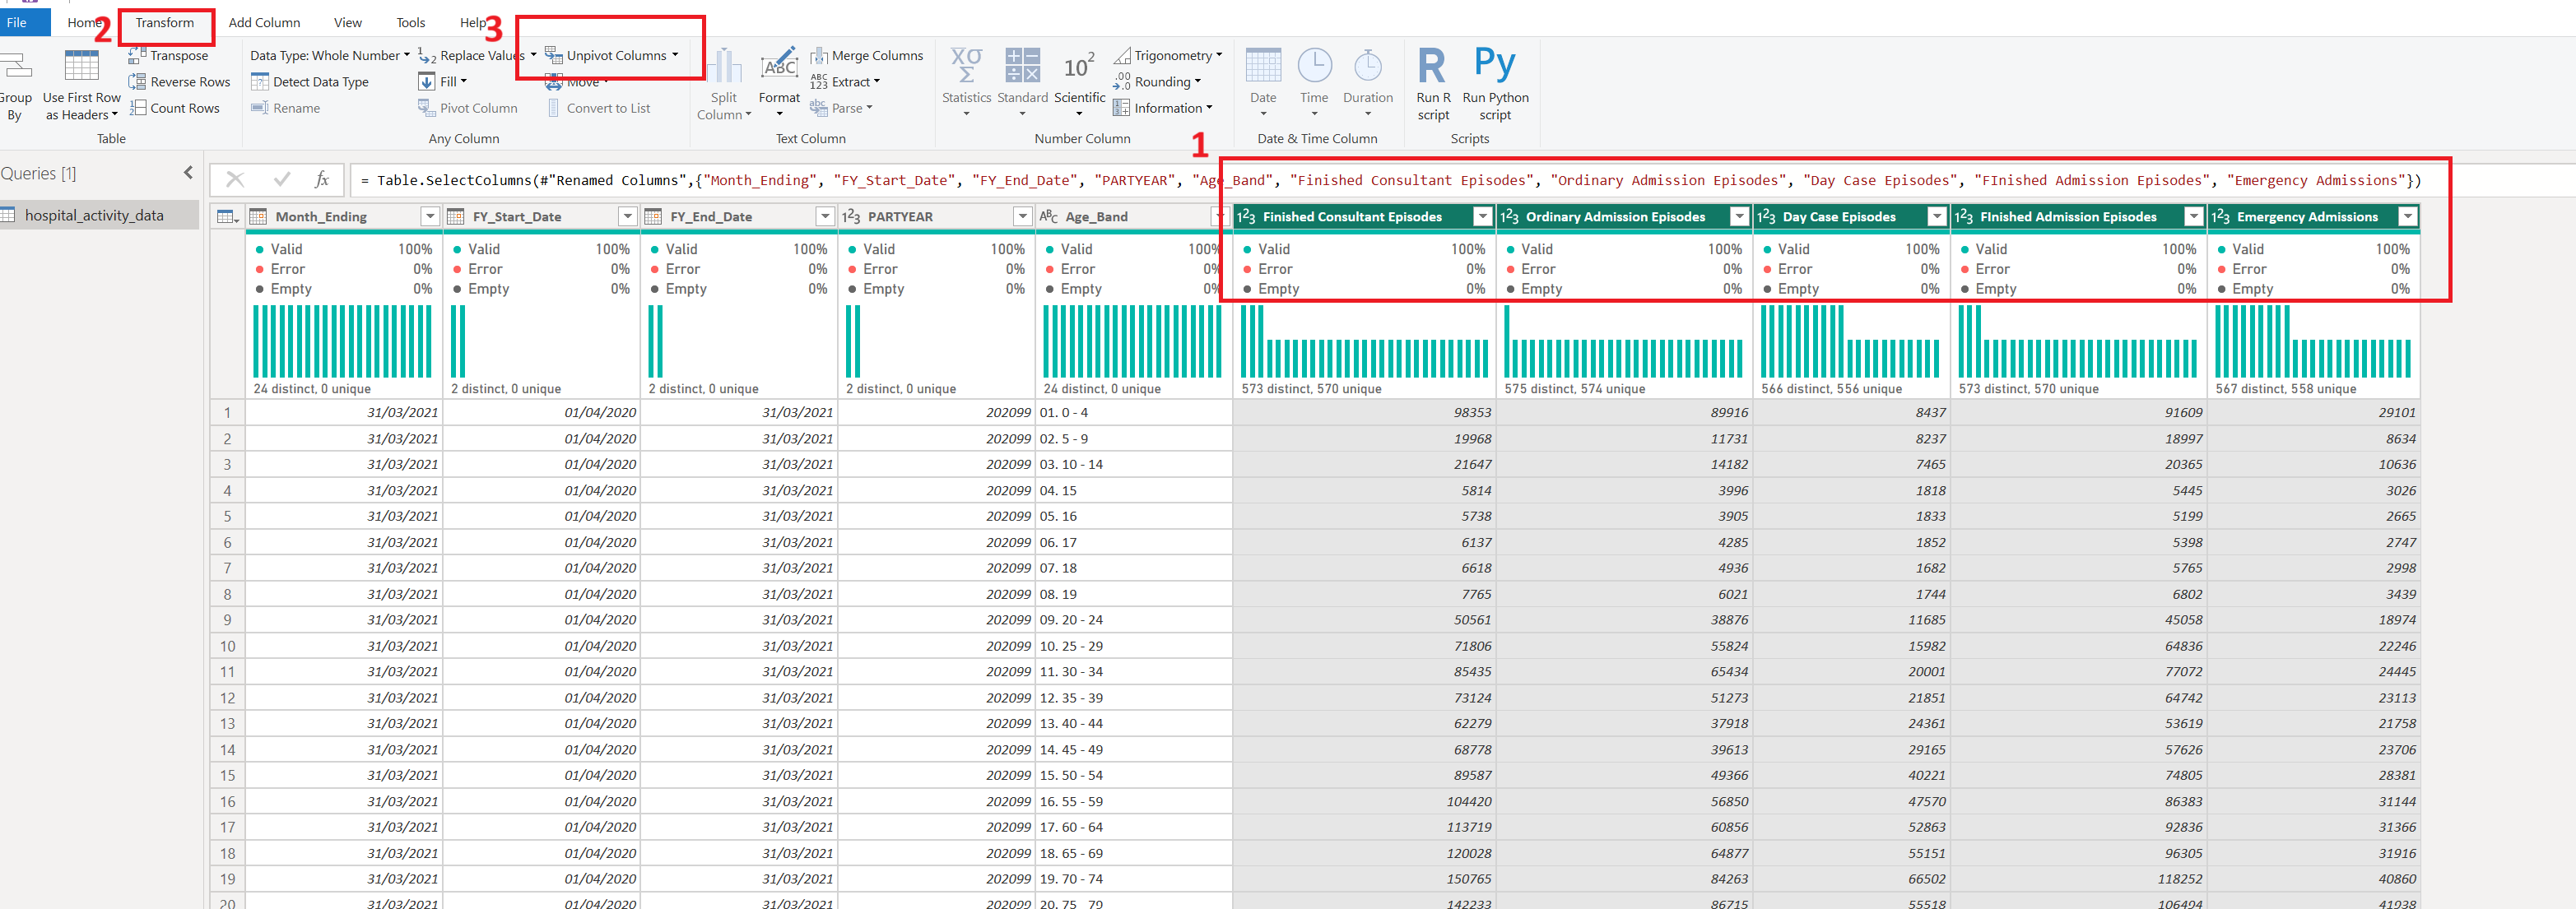 File Home Transform Add Column View Tools Help
2 3
Transpose Data Type: Whole Number Replace Values Unpivot Columns Merge Columns Trigonometry
Reverse Rows Detect Data Type Fill Move Extract Rounding
Group By Use First Row as Headers Count Rows Rename Pivot Column Convert to List Split Column Format Parse Statistics Standard Scientific Information Date Time Duration Run R script Run Python script
Table Any Column Text Column Number Column Date & Time Column Scripts
1
Queries [1]
= Table.SelectColumns(#"Renamed Columns",{"Month_Ending", "FY_Start_Date", "FY_End_Date", "PARTYEAR", "Age_Band", "Finished Consultant Episodes", "Ordinary Admission Episodes", "Day Case Episodes", "FInished Admission Episodes", "Emergency Admissions"})
hospital_activity_data
Month_Ending FY_Start_Date FY_End_Date PARTYEAR Age_Band Finished Consultant Episodes Ordinary Admission Episodes Day Case Episodes FInished Admission Episodes Emergency Admissions
Valid 100% Valid 100% Valid 100% Valid 100% Valid 100% Valid 100% Valid 100% Valid 100% Valid 100% Valid 100%
Error 0% Error 0% Error 0% Error 0% Error 0% Error 0% Error 0% Error 0% Error 0% Error 0%
Empty 0% Empty 0% Empty 0% Empty 0% Empty 0% Empty 0% Empty 0% Empty 0% Empty 0% Empty 0%
24 distinct, 0 unique 2 distinct, 0 unique 2 distinct, 0 unique 2 distinct, 0 unique 24 distinct, 0 unique 573 distinct, 570 unique 575 distinct, 574 unique 566 distinct, 556 unique 573 distinct, 570 unique 567 distinct, 558 unique
1 31/03/2021 01/04/2020 31/03/2021 202099 01. 0 - 4 98353 89916 8437 91609 29101
2 31/03/2021 01/04/2020 31/03/2021 202099 02. 5 - 9 19968 11731 8237 18997 8634
3 31/03/2021 01/04/2020 31/03/2021 202099 03. 10 - 14 21647 14182 7465 20365 10636
4 31/03/2021 01/04/2020 31/03/2021 202099 04. 15 5814 3996 1818 5445 3026
5 31/03/2021 01/04/2020 31/03/2021 202099 05. 16 5738 3905 1833 5199 2665
6 31/03/2021 01/04/2020 31/03/2021 202099 06. 17 6137 4285 1852 5398 2747
7 31/03/2021 01/04/2020 31/03/2021 202099 07. 18 6618 4936 1682 5765 2998
8 31/03/2021 01/04/2020 31/03/2021 202099 08. 19 7765 6021 1744 6802 3439
9 31/03/2021 01/04/2020 31/03/2021 202099 09. 20 - 24 50561 38876 11685 45058 18974
10 31/03/2021 01/04/2020 31/03/2021 202099 10. 25 - 29 71806 55824 15982 64836 22246
11 31/03/2021 01/04/2020 31/03/2021 202099 11. 30 - 34 85435 65434 20001 77072 24445
12 31/03/2021 01/04/2020 31/03/2021 202099 12. 35 - 39 73124 51273 21851 64742 23113
13 31/03/2021 01/04/2020 31/03/2021 202099 13. 40 - 44 62279 37918 24361 53619 21758
14 31/03/2021 01/04/2020 31/03/2021 202099 14. 45 - 49 68778 39613 29165 57626 23706
15 31/03/2021 01/04/2020 31/03/2021 202099 15. 50 - 54 89587 49366 40221 74805 28381
16 31/03/2021 01/04/2020 31/03/2021 202099 16. 55 - 59 104420 56850 47570 86383 31144
17 31/03/2021 01/04/2020 31/03/2021 202099 17. 60 - 64 113719 60856 52863 92836 31366
18 31/03/2021 01/04/2020 31/03/2021 202099 18. 65 - 69 120028 64877 55151 96305 31916
19 31/03/2021 01/04/2020 31/03/2021 202099 19. 70 - 74 150765 84263 66502 118252 40860
20 31/03/2021 01/04/2020 31/03/2021 202099 20. 75 - 79 142233 86715 55518 106494 41938